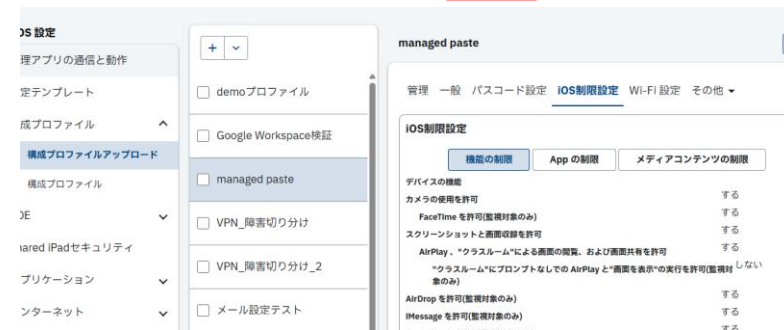 OS 設定
理アプリの通信と動作
定テンプレート
成プロファイル
構成プロファイルアップロード
構成プロファイル
DE
hared iPadセキュリティ
プリケーション
ンターネット
+
demoプロファイル
Google Workspace検証
managed paste
VPN_障害切り分け
VPN_障害切り分け_2
メール設定テスト
managed paste
管理 一般 パスコード設定 iOS制限設定 Wi-Fi 設定 その他
iOS制限設定
機能の制限 App の制限 メディアコンテンツの制限
デバイスの機能
カメラの使用を許可 する
FaceTime を許可(監視対象のみ) する
スクリーンショットと画面収録を許可 する
AirPlay 、"クラスルーム"による画面の閲覧、および画面共有を許可 する
"クラスルーム"にプロンプトなしでの AirPlay と"画面を表示"の実行を許可(監視対 しない
象のみ)
AirDrop を許可(監視対象のみ) する
iMessage を許可(監視対象のみ) する
する